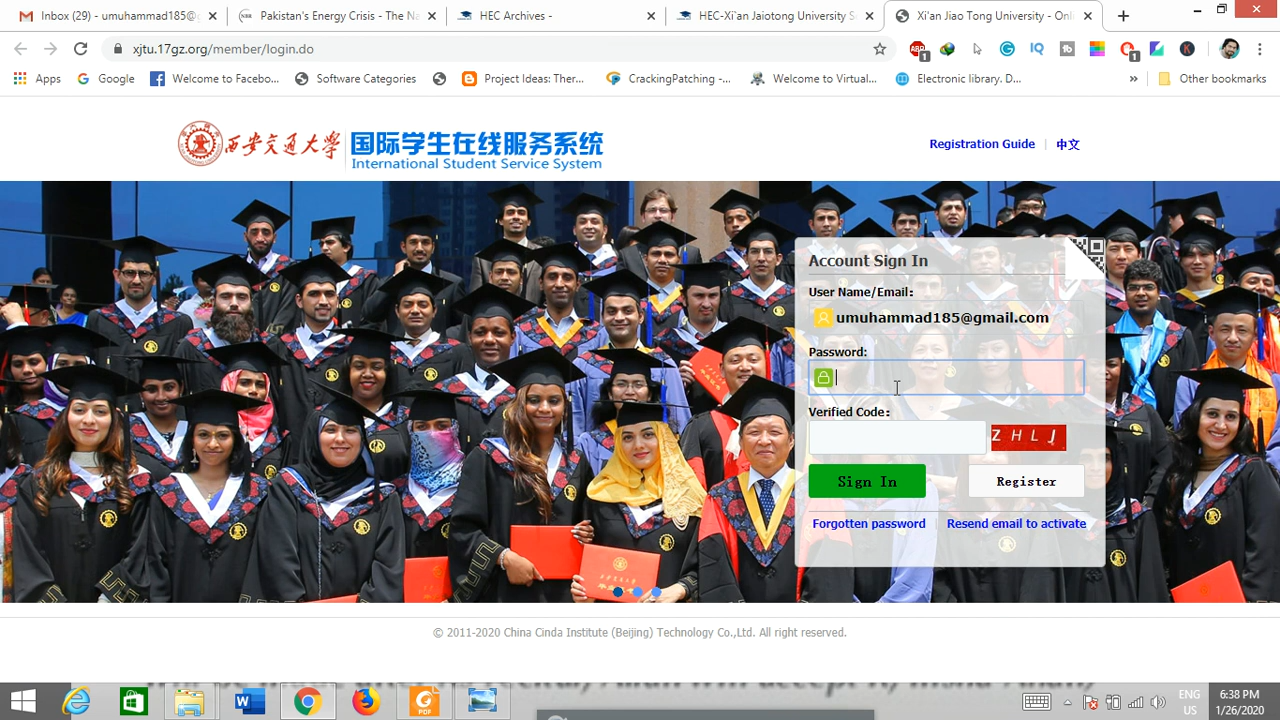 Inbox (29) - umuhammad185@g
Pakistan's Energy Crisis - The Na
HEC Archives
HEC-Xi'an Jaiotong University S
Xi'an Jiao Tong University - Onli
xjtu.17gz.org/member/login.do
Apps
Google
Welcome to Facebo...
Software Categories
Project Ideas: Ther...
CrackingPatching -...
Welcome to Virtual...
Electronic library. D...
»
Other bookmarks
西安交通大学
国际学生在线服务系统
International Student Service System
Registration Guide | 中文
Account Sign In
User Name/Email：
umuhammad185@gmail.com
Password:
Verified Code：
Z H L J
Sign In
Register
Forgotten password | Resend email to activate
© 2011-2020 China Cinda Institute (Beijing) Technology Co.,Ltd. All right reserved.
ENG
US
6:38 PM
1/26/2020